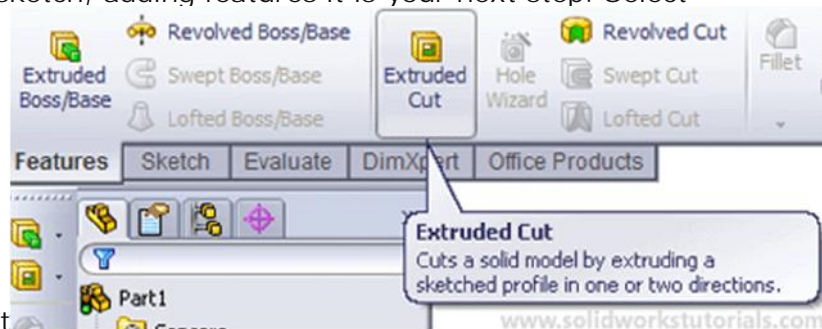 sketch, adding features it is your next step. Select
Extruded Boss/Base
Revolved Boss/Base
Swept Boss/Base
Lofted Boss/Base
Extruded Cut
Hole Wizard
Revolved Cut
Swept Cut
Lofted Cut
Fillet
Features Sketch Evaluate DimXpert Office Products
Extruded Cut
Cuts a solid model by extruding a
sketched profile in one or two directions.
Part1
www.solidworkstutorials.com